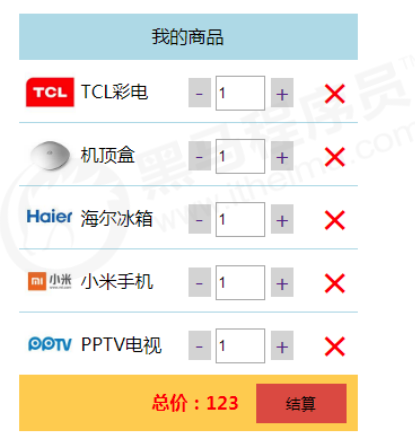 我的商品
TCL TCL彩电 - 1 +
机顶盒 - 1 +
Haier 海尔冰箱 - 1 +
小米 小米手机 - 1 +
PPTV PPTV电视 - 1 +
总价：123 结算
黑马程序员
www.itheima.com